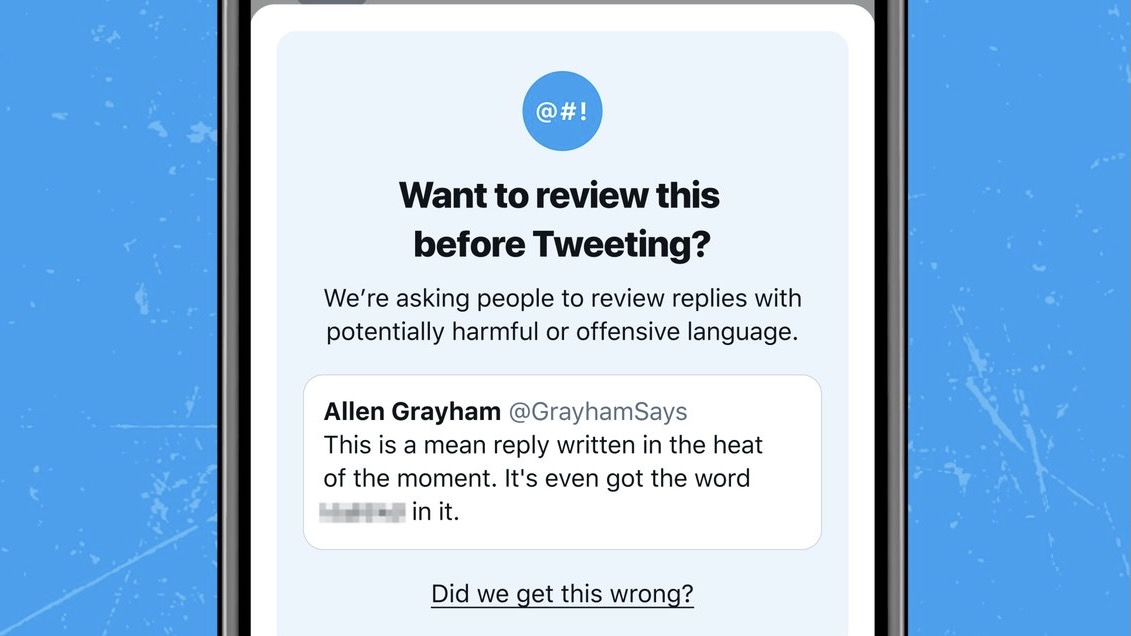 @#!
Want to review this
before Tweeting?
We’re asking people to review replies with
potentially harmful or offensive language.
Allen Grayham @GrayhamSays
This is a mean reply written in the heat
of the moment. It's even got the word
in it.
Did we get this wrong?